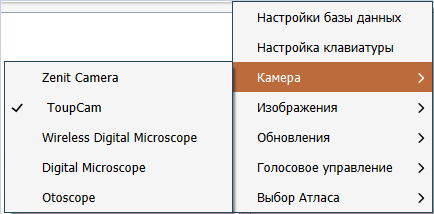 Настройки базы данных
Настройка клавиатуры
Камера
Изображения
Обновления
Голосовое управление
Выбор Атласа
Zenit Camera
ToupCam
Wireless Digital Microscope
Digital Microscope
Otoscope